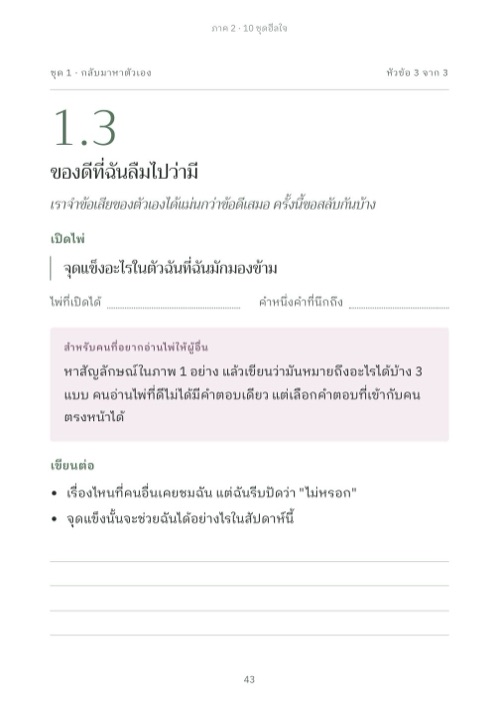 ภาค 2 · 10 ชุดฮีลใจ
ชุด 1 · กลับมาหาตัวเอง
หัวข้อ 3 จาก 3
1.3
ของดีที่ฉันลืมไปว่ามี
เราจำข้อเสียของตัวเองได้แม่นกว่าข้อดีเสมอ ครั้งนี้ขอสลับกันบ้าง
เปิดไพ่
จุดแข็งอะไรในตัวฉันที่ฉันมักมองข้าม
ไพ่ที่เปิดได้
คำหนึ่งคำที่นึกถึง
สำหรับคนที่อยากอ่านไพ่ให้ผู้อื่น
หาสัญลักษณ์ในภาพ 1 อย่าง แล้วเขียนว่ามันหมายถึงอะไรได้บ้าง 3
แบบ คนอ่านไพ่ที่ดีไม่ได้มีคำตอบเดียว แต่เลือกคำตอบที่เข้ากับคน
ตรงหน้าได้
เขียนต่อ
• เรื่องไหนที่คนอื่นเคยชมฉัน แต่ฉันรีบปัดว่า "ไม่หรอก"
• จุดแข็งนั้นจะช่วยฉันได้อย่างไรในสัปดาห์นี้
43